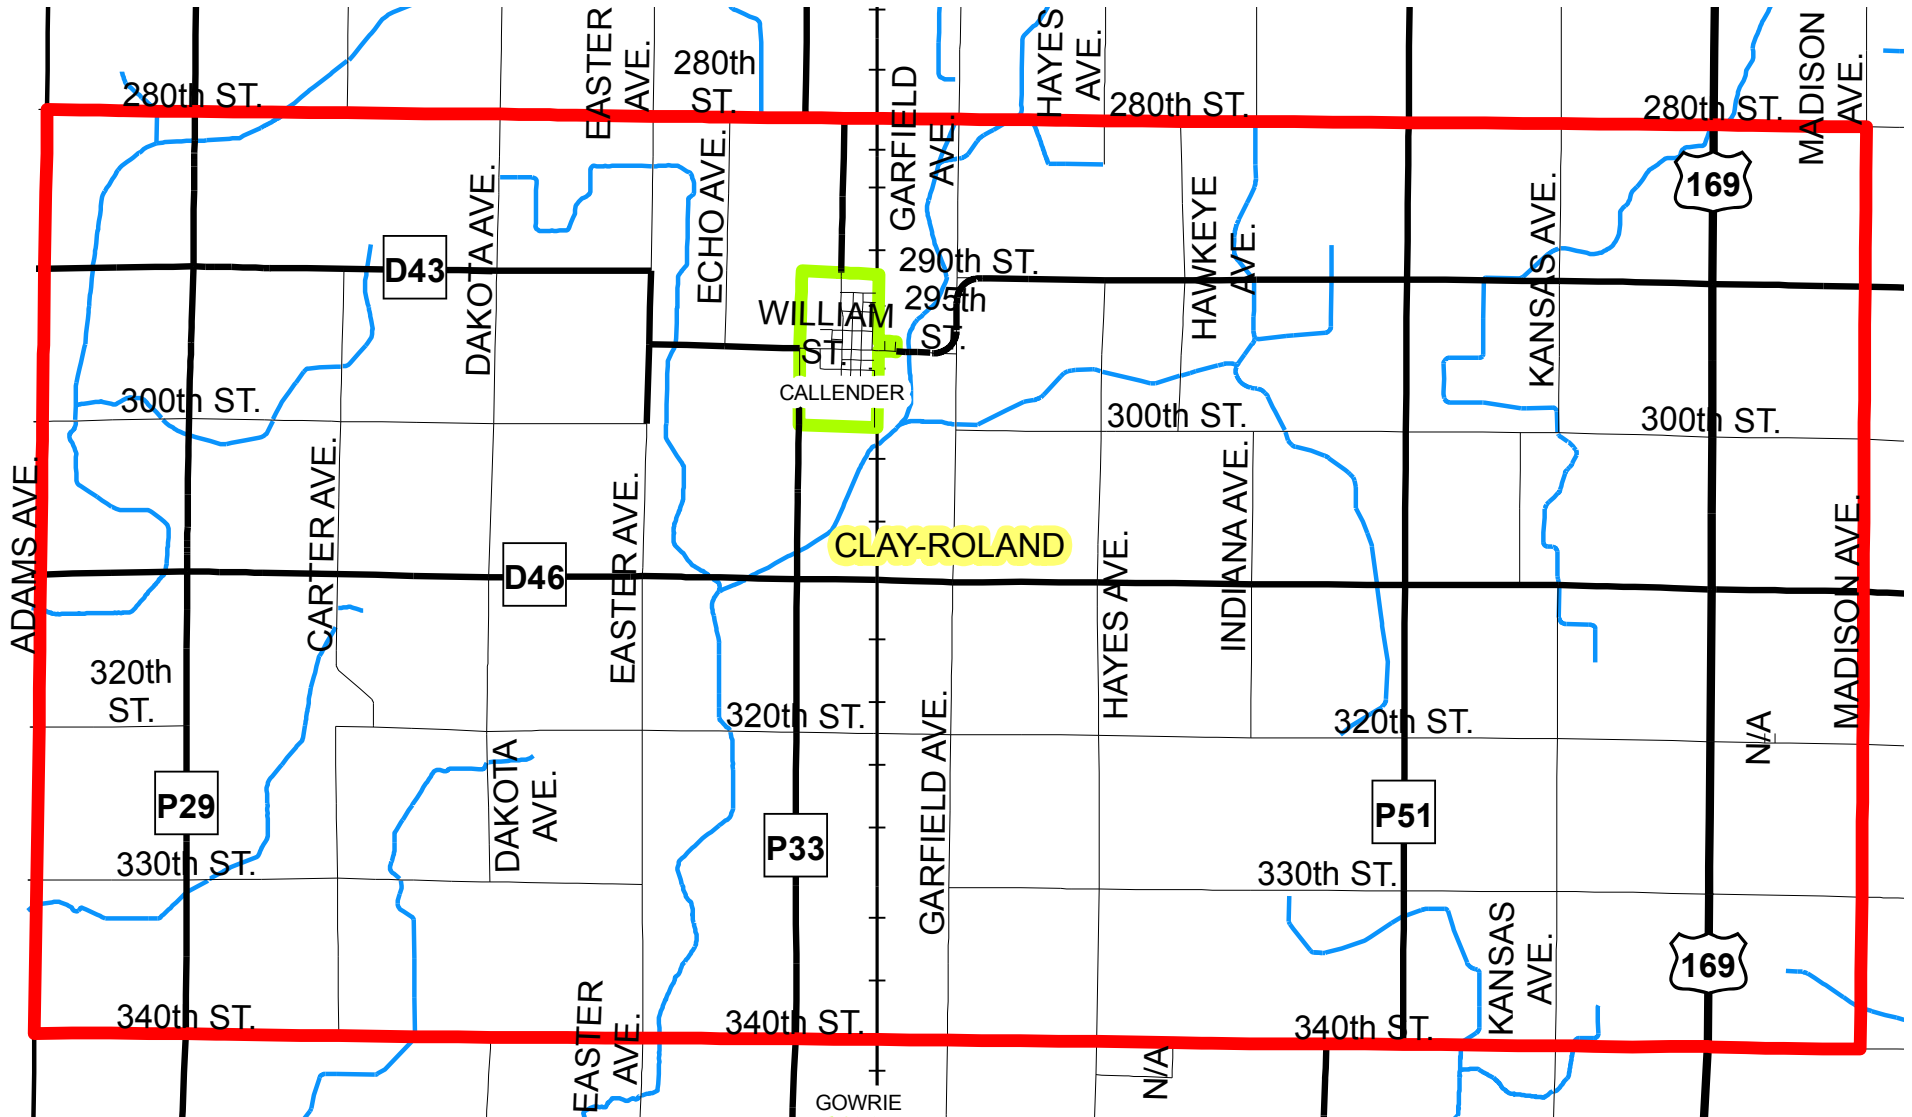 EASTER
AVE.
280th
ST.
HAYES
AVE.
MADISON
AVE.
280th ST.
GARFIELD
AVE.
280th ST.
280th ST.
169
DAKOTA AVE.
ECHO AVE.
HAWKEYE
AVE.
KANSAS AVE.
D43
290th ST.
295th
ST.
WILLIAM
ST.
CALLENDER
300th ST.
300th ST.
300th ST.
ADAMS AVE.
CARTER AVE.
EASTER AVE.
CLAY-ROLAND
HAYES AVE.
INDIANA AVE.
MADISON AVE.
D46
320th
ST.
320th ST.
320th ST.
N/A
P29
DAKOTA
AVE.
P33
GARFIELD AVE.
P51
330th ST.
330th ST.
KANSAS
AVE.
169
340th ST.
EASTER
AVE.
340th ST.
340th ST.
N/A
GOWRIE